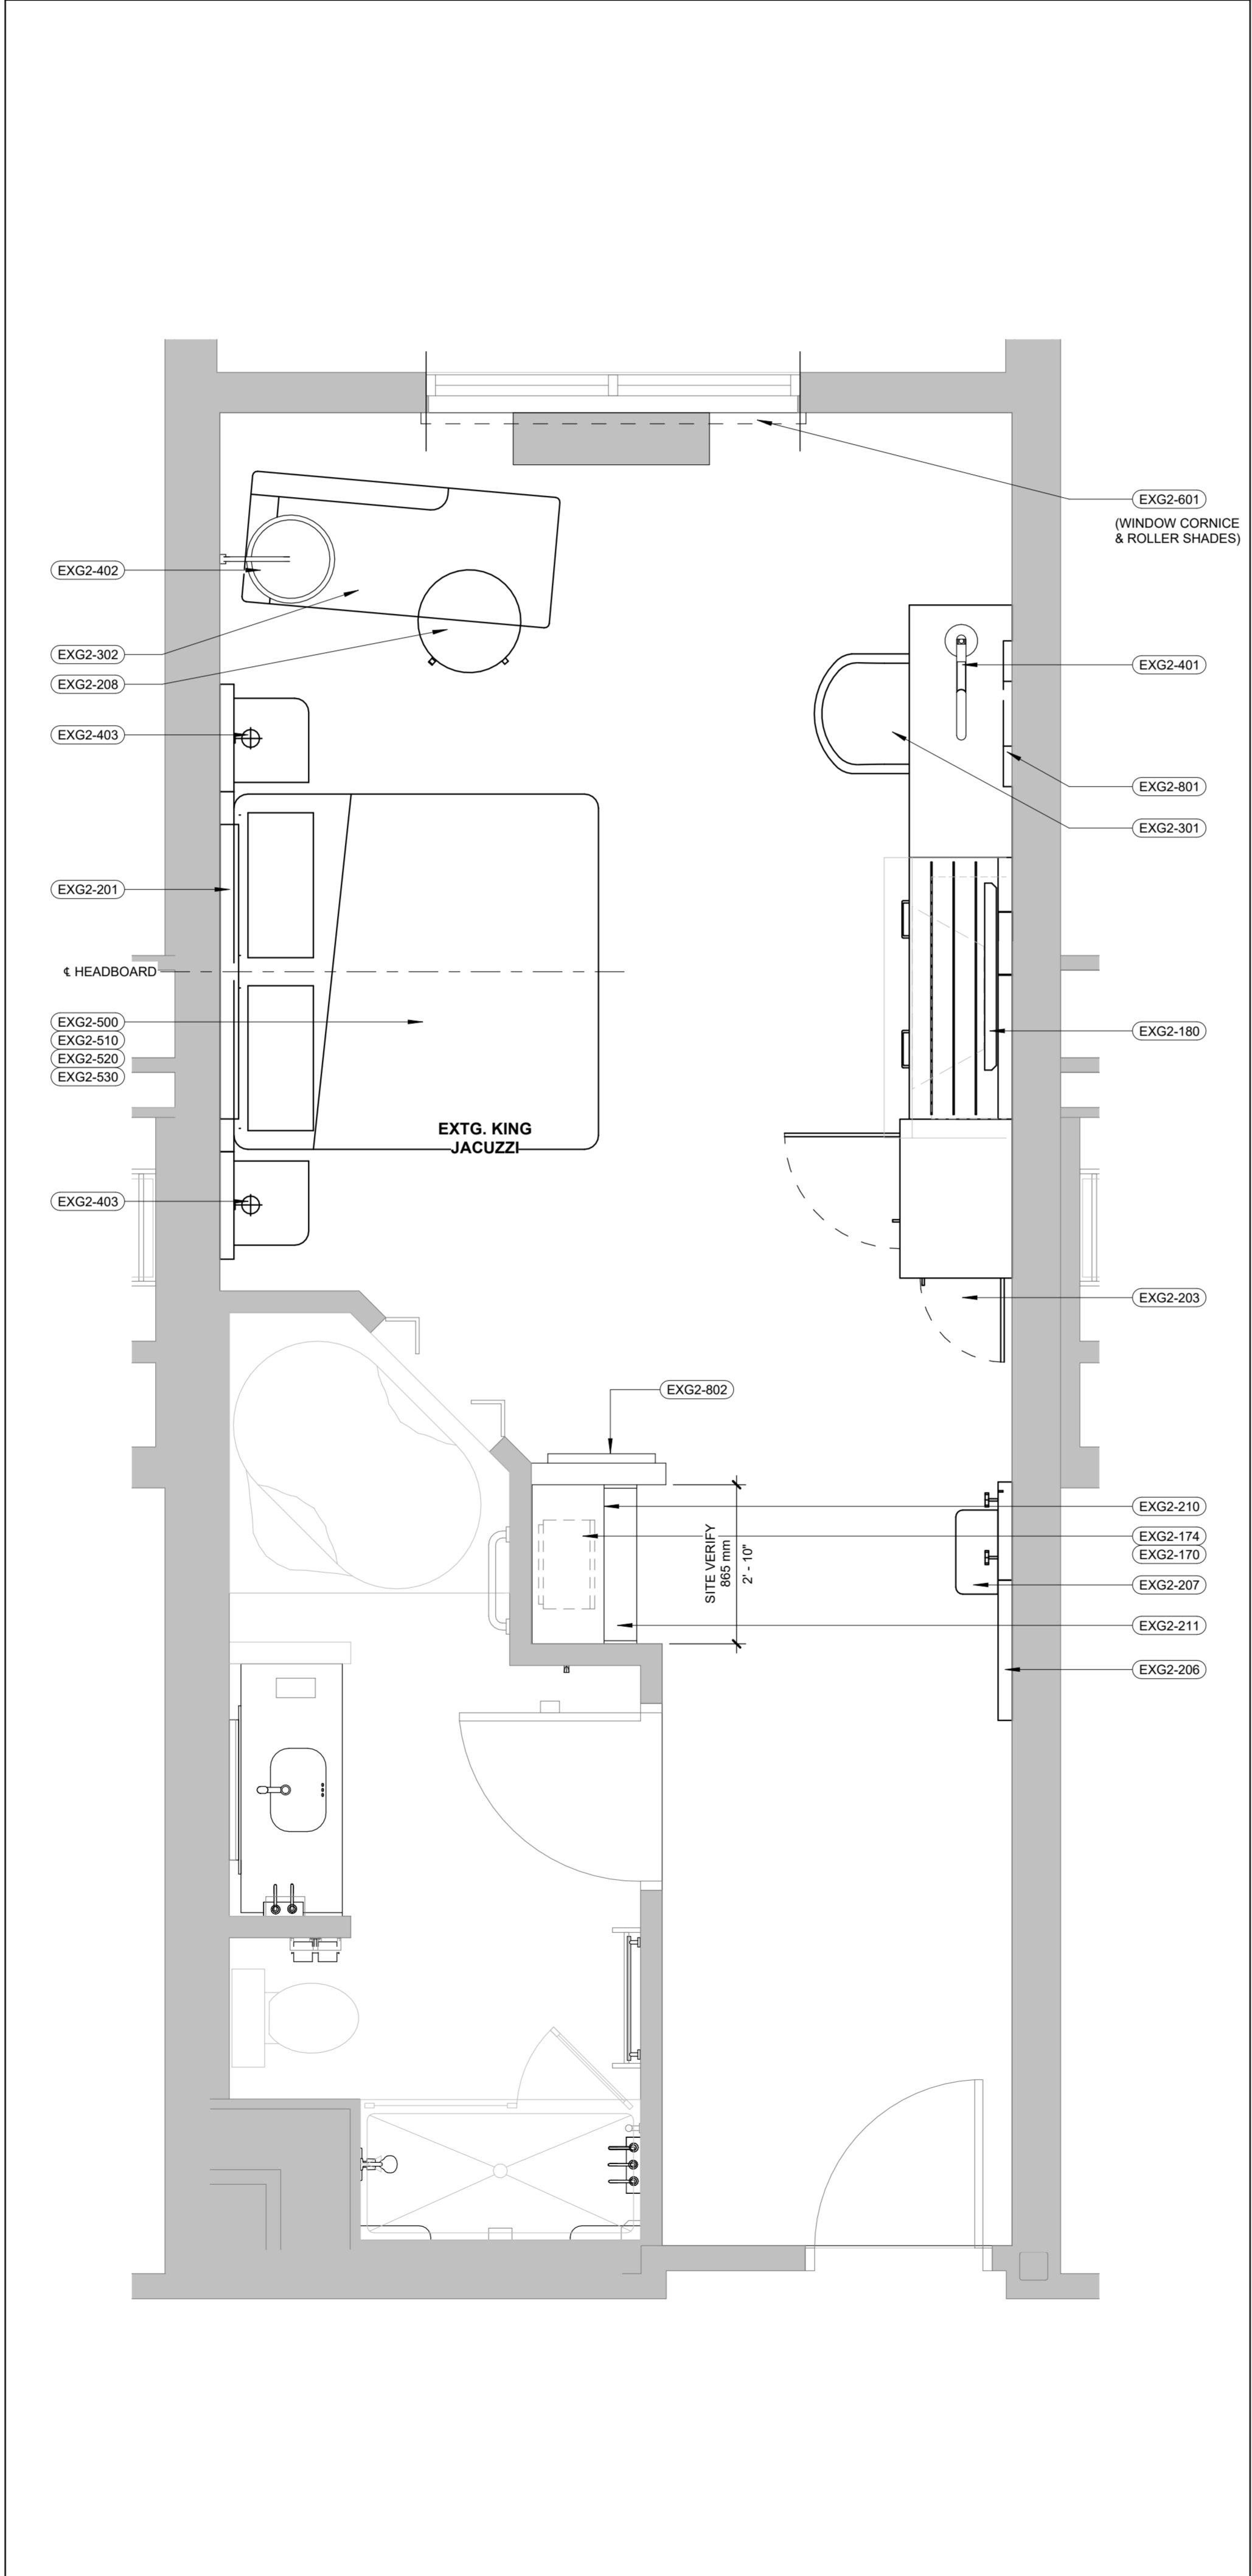 EXG2-601
(WINDOW CORNICE
& ROLLER SHADES)
EXG2-402
EXG2-302
EXG2-208
EXG2-401
EXG2-403
EXG2-801
EXG2-301
EXG2-201
℄ HEADBOARD
EXG2-500
EXG2-510
EXG2-520
EXG2-530
EXG2-180
EXTG. KING
JACUZZI
EXG2-403
EXG2-203
EXG2-802
SITE VERIFY
865 mm
2' - 10"
EXG2-210
EXG2-174
EXG2-170
EXG2-207
EXG2-211
EXG2-206